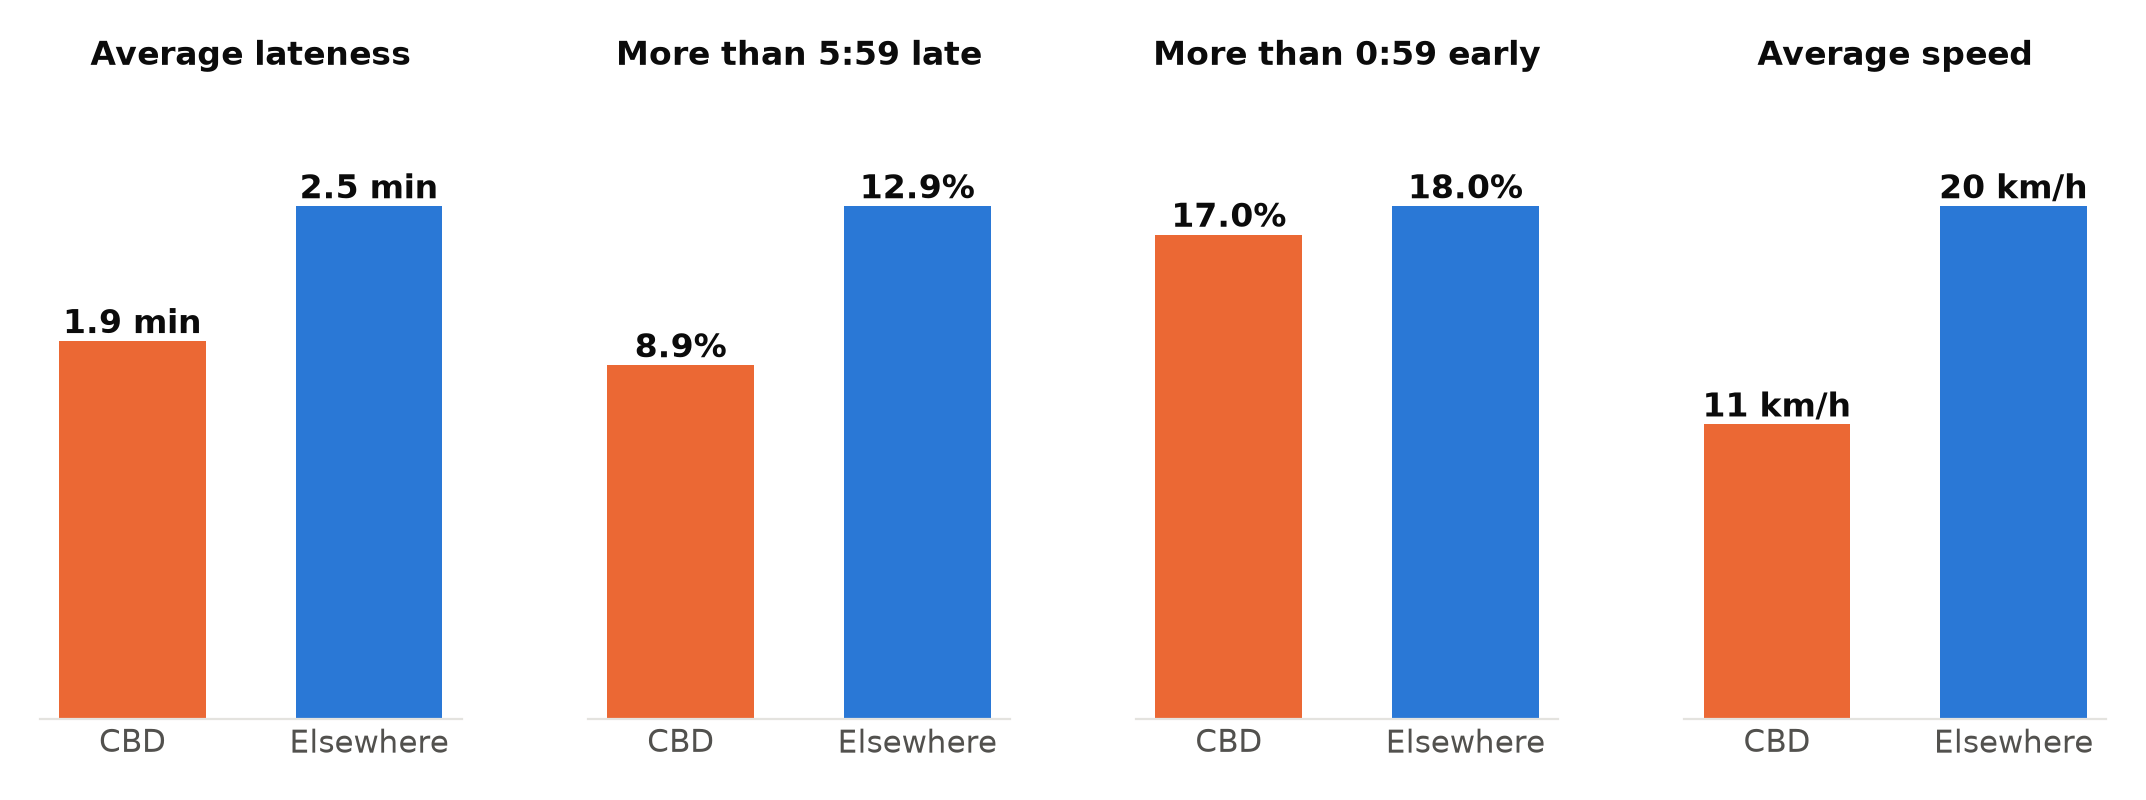 Average lateness
2.5 min
1.9 min
CBD Elsewhere
More than 5:59 late
12.9%
8.9%
CBD Elsewhere
More than 0:59 early
18.0%
17.0%
CBD Elsewhere
Average speed
20 km/h
11 km/h
CBD Elsewhere